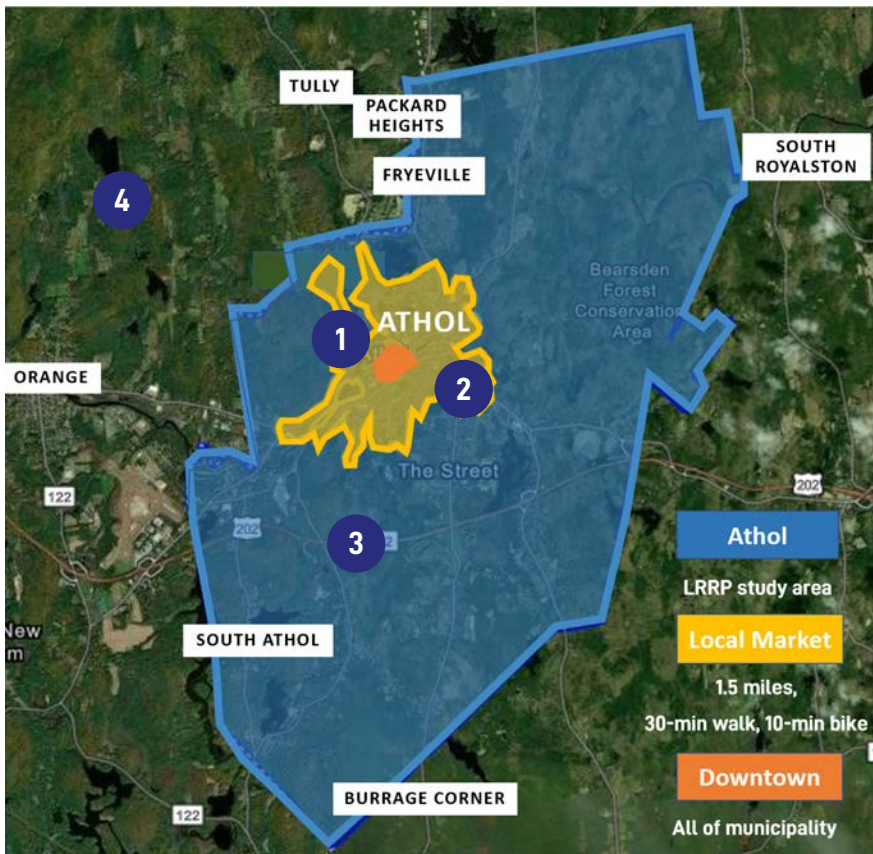 TULLY
PACKARD
HEIGHTS
SOUTH
ROYALSTON
FRYEVILLE
4
Bearsden
Forest
Conservation
Area
ATHOL
1
ORANGE
2
The Street
122
202
202
3
2
Athol
LRRP study area
New
m
SOUTH ATHOL
Local Market
1.5 miles,
30-min walk, 10-min bike
Downtown
BURRAGE CORNER
122
All of municipality